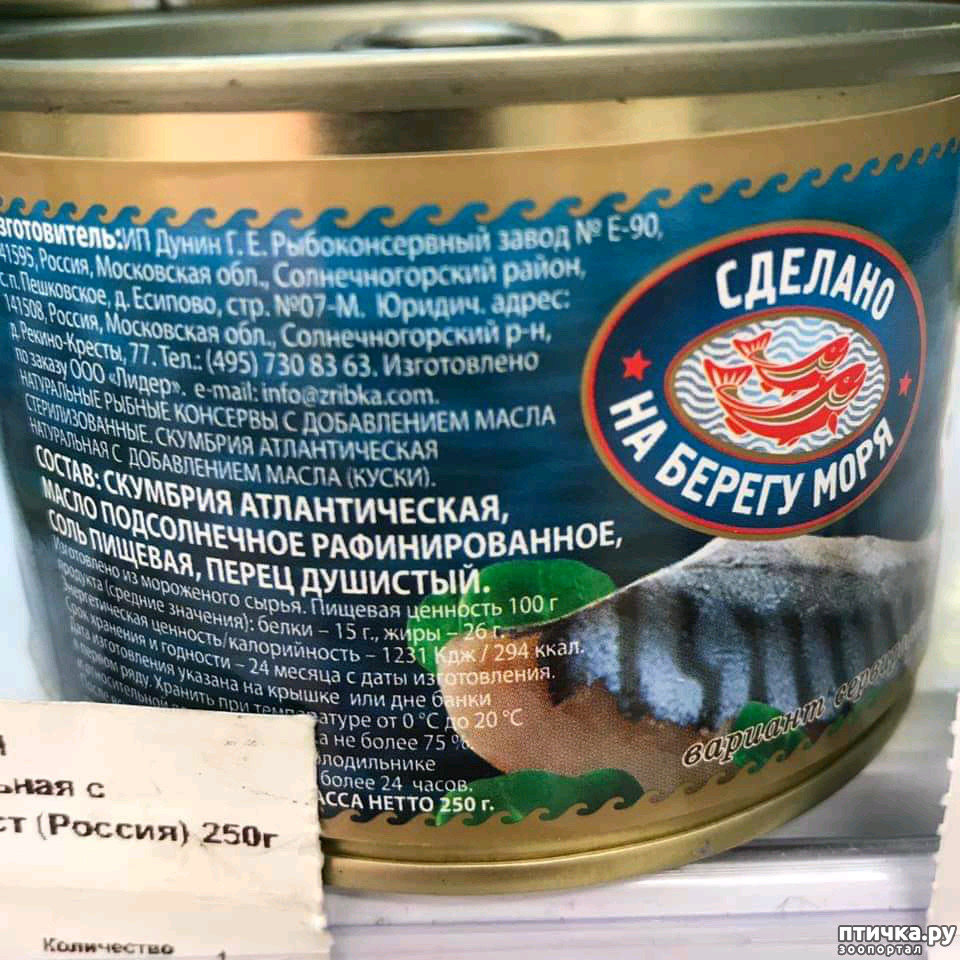 зготовитель: ИП Дунин Г. Е. Рыбоконсервный завод № Е-90,
41595, Россия, Московская обл., Солнечногорский район,
с.п. Пешковское, д. Есипово, стр. №07-М. Юридич. адрес:
141508, Россия, Московская обл., Солнечногорский р-н,
д. Рекино-Кресты, 77. Тел.: (495) 730 83 63. Изготовлено
по заказу ООО "Лидер". e-mail: info@zribka.com.
НАТУРАЛЬНЫЕ РЫБНЫЕ КОНСЕРВЫ С ДОБАВЛЕНИЕМ МАСЛА
СТЕРИЛИЗОВАННЫЕ. СКУМБРИЯ АТЛАНТИЧЕСКАЯ
НАТУРАЛЬНАЯ С ДОБАВЛЕНИЕМ МАСЛА (КУСКИ).
СОСТАВ: СКУМБРИЯ АТЛАНТИЧЕСКАЯ,
МАСЛО ПОДСОЛНЕЧНОЕ РАФИНИРОВАННОЕ,
СОЛЬ ПИЩЕВАЯ, ПЕРЕЦ ДУШИСТЫЙ.
Изготовлено из мороженого сырья. Пищевая ценность 100 г
продукта (средние значения): белки – 15 г., жиры – 26 г.
Энергетическая ценность/калорийность – 1231 Кдж / 294 ккал.
Срок хранения и годности – 24 месяца с даты изготовления.
Дата изготовления указана на крышке или дне банки
в первом ряду. Хранить при температуре от 0 °С до 20 °С
относительной а не более 75 %.
После олодильнике
более 24 часов.
АССА НЕТТО 250 г.
СДЕЛАНО
НА БЕРЕГУ МОРЯ
вариант сервиро
ьная с
ст (Россия) 250г
Количество
1
птичка.ру
зоопортал